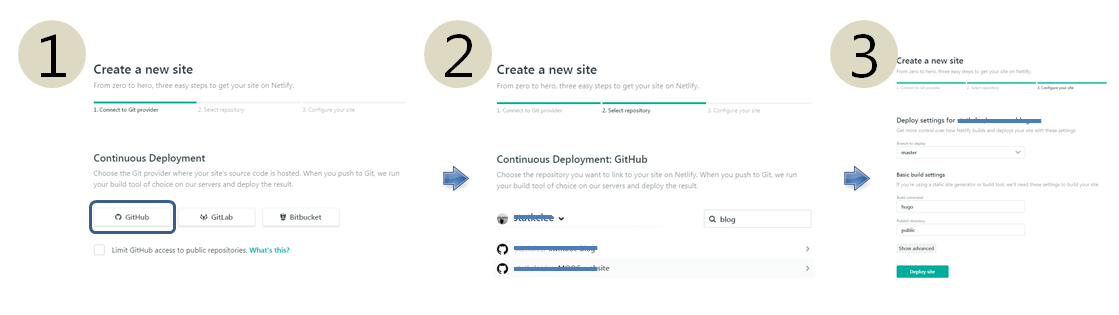 1
Create a new site
From zero to hero, three easy steps to get your site on Netlify.
1. Connect to Git provider 2. Select repository 3. Configure your site
Continuous Deployment
Choose the Git provider where your site's source code is hosted. When you push to Git, we run
your build tool of choice on our servers and deploy the result.
GitHub GitLab Bitbucket
Limit GitHub access to public repositories. What's this?
2
Create a new site
From zero to hero, three easy steps to get your site on Netlify.
1. Connect to Git provider 2. Select repository 3. Configure your site
Continuous Deployment: GitHub
Choose the repository you want to link to your site on Netlify. When you push to Git, we run
your build tool of choice on our servers and deploy the result.
blog
3
Create a new site
From zero to hero, three easy steps to get your site on Netlify.
1. Connect to Git provider 2. Select repository 3. Configure your site
Deploy settings for
Get more control over how Netlify builds and deploys your site with these settings.
Branch to deploy
master
Basic build settings
If you're using a static site generator or build tool, we'll need these settings to build your site.
Build command
hugo
Publish directory
public
Show advanced
Deploy site